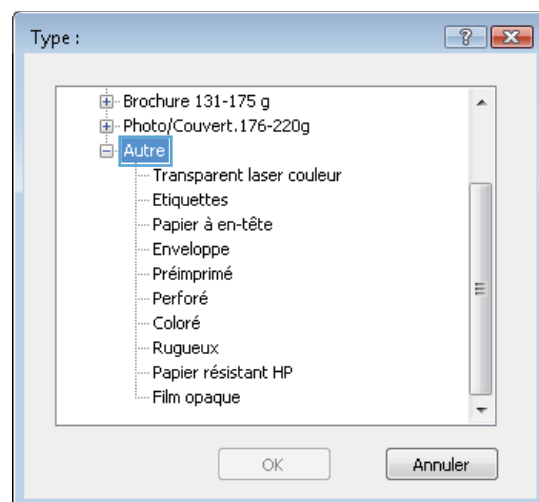 Type :
Brochure 131-175 g
Photo/Couvert.176-220g
Autre
Transparent laser couleur
Etiquettes
Papier à en-tête
Enveloppe
Préimprimé
Perforé
Coloré
Rugueux
Papier résistant HP
Film opaque
OK Annuler